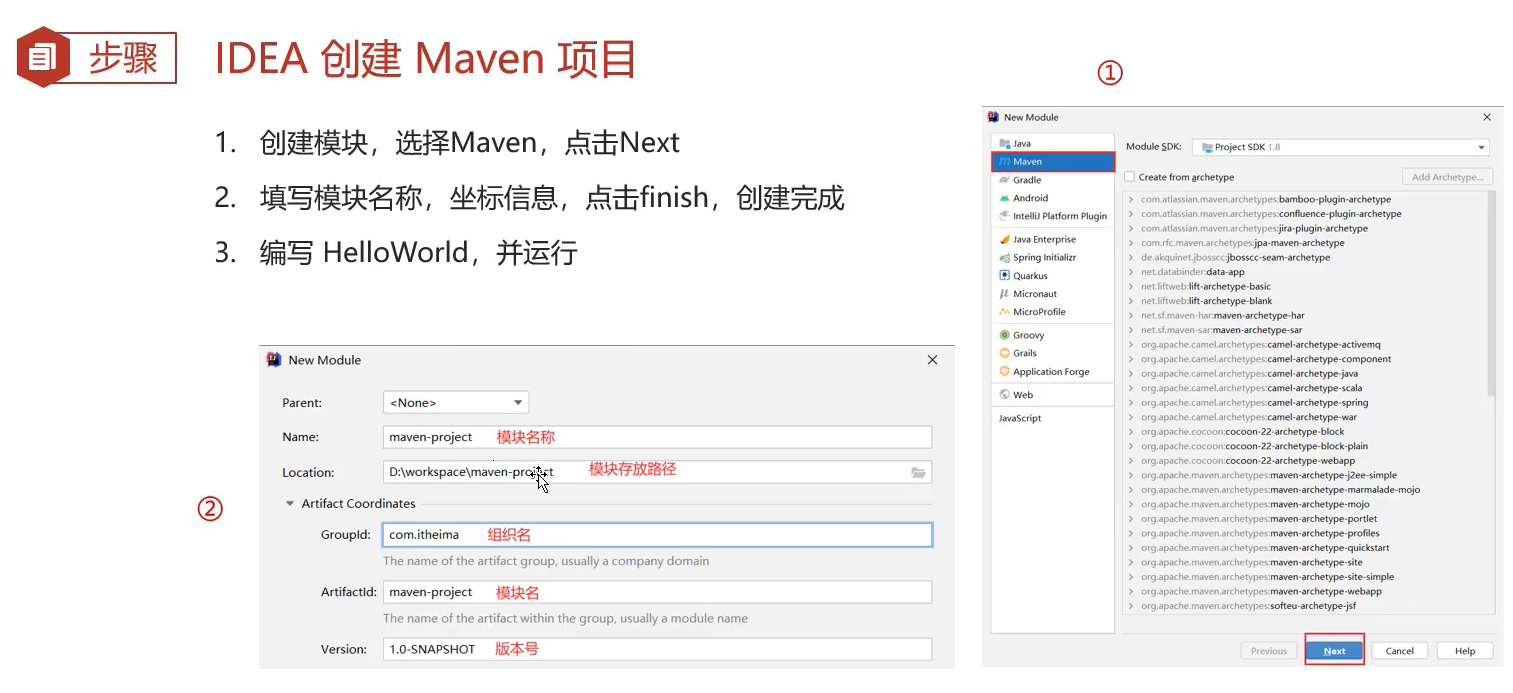 步骤
IDEA 创建 Maven 项目
1. 创建模块，选择Maven，点击Next
2. 填写模块名称，坐标信息，点击finish，创建完成
3. 编写 HelloWorld，并运行
①
New Module
Java
Maven
Gradle
Android
IntelliJ Platform Plugin
Java Enterprise
Spring Initializr
Quarkus
Micronaut
MicroProfile
Groovy
Grails
Application Forge
Web
JavaScript
Module SDK: Project SDK 1.8
Create from archetype
Add Archetype...
com.atlassian.maven.archetypes:bamboo-plugin-archetype
com.atlassian.maven.archetypes:confluence-plugin-archetype
com.atlassian.maven.archetypes:jira-plugin-archetype
com.rfc.maven.archetypes:jpa-maven-archetype
de.akquinet.jbosscc:jbosscc-seam-archetype
net.databinder:data-app
net.liftweb:lift-archetype-basic
net.liftweb:lift-archetype-blank
net.sf.maven-har:maven-archetype-har
net.sf.maven-sar:maven-archetype-sar
org.apache.camel.archetypes:camel-archetype-activemq
org.apache.camel.archetypes:camel-archetype-component
org.apache.camel.archetypes:camel-archetype-java
org.apache.camel.archetypes:camel-archetype-scala
org.apache.camel.archetypes:camel-archetype-spring
org.apache.camel.archetypes:camel-archetype-war
org.apache.cocoon:cocoon-22-archetype-block
org.apache.cocoon:cocoon-22-archetype-block-plain
org.apache.cocoon:cocoon-22-archetype-webapp
org.apache.maven.archetypes:maven-archetype-j2ee-simple
org.apache.maven.archetypes:maven-archetype-marmalade-mojo
org.apache.maven.archetypes:maven-archetype-mojo
org.apache.maven.archetypes:maven-archetype-portlet
org.apache.maven.archetypes:maven-archetype-profiles
org.apache.maven.archetypes:maven-archetype-quickstart
org.apache.maven.archetypes:maven-archetype-site
org.apache.maven.archetypes:maven-archetype-site-simple
org.apache.maven.archetypes:maven-archetype-webapp
org.apache.maven.archetypes:softeu-archetype-jsf
Previous
Next
Cancel
Help
②
New Module
Parent: <None>
Name: maven-project 模块名称
Location: D:\workspace\maven-project 模块存放路径
Artifact Coordinates
GroupId: com.itheima 组织名
The name of the artifact group, usually a company domain
ArtifactId: maven-project 模块名
The name of the artifact within the group, usually a module name
Version: 1.0-SNAPSHOT 版本号